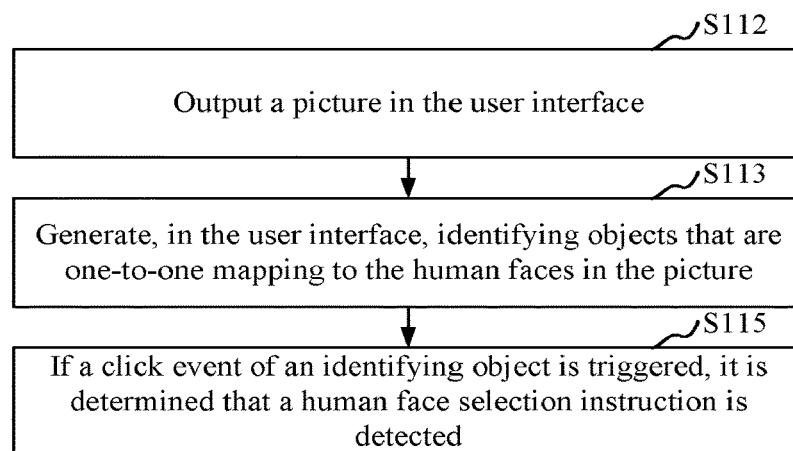 S112
Output a picture in the user interface
S113
Generate, in the user interface, identifying objects that are
one-to-one mapping to the human faces in the picture
S115
If a click event of an identifying object is triggered, it is
determined that a human face selection instruction is
detected